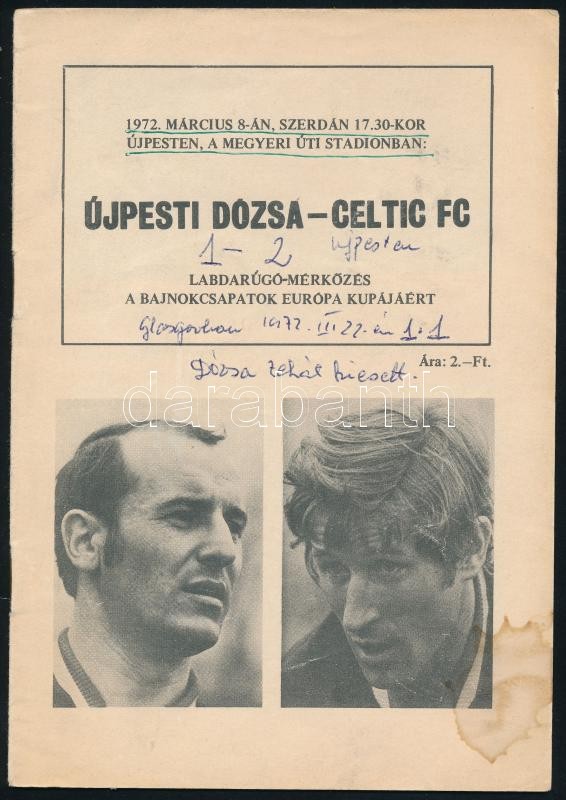 1972. MÁRCIUS 8-ÁN, SZERDÁN 17.30-KOR
ÚJPESTEN, A MEGYERI ÚTI STADIONBAN:
ÚJPESTI DÓZSA–CELTIC FC
1–2 Ujpesten
LABDARÚGÓ-MÉRKŐZÉS
A BAJNOKCSAPATOK EURÓPA KUPÁJÁÉRT
Glasgowban 1972. III. 22-én 1:1
Ára: 2.–Ft.
Dózsa tehát kiesett.
darabanth